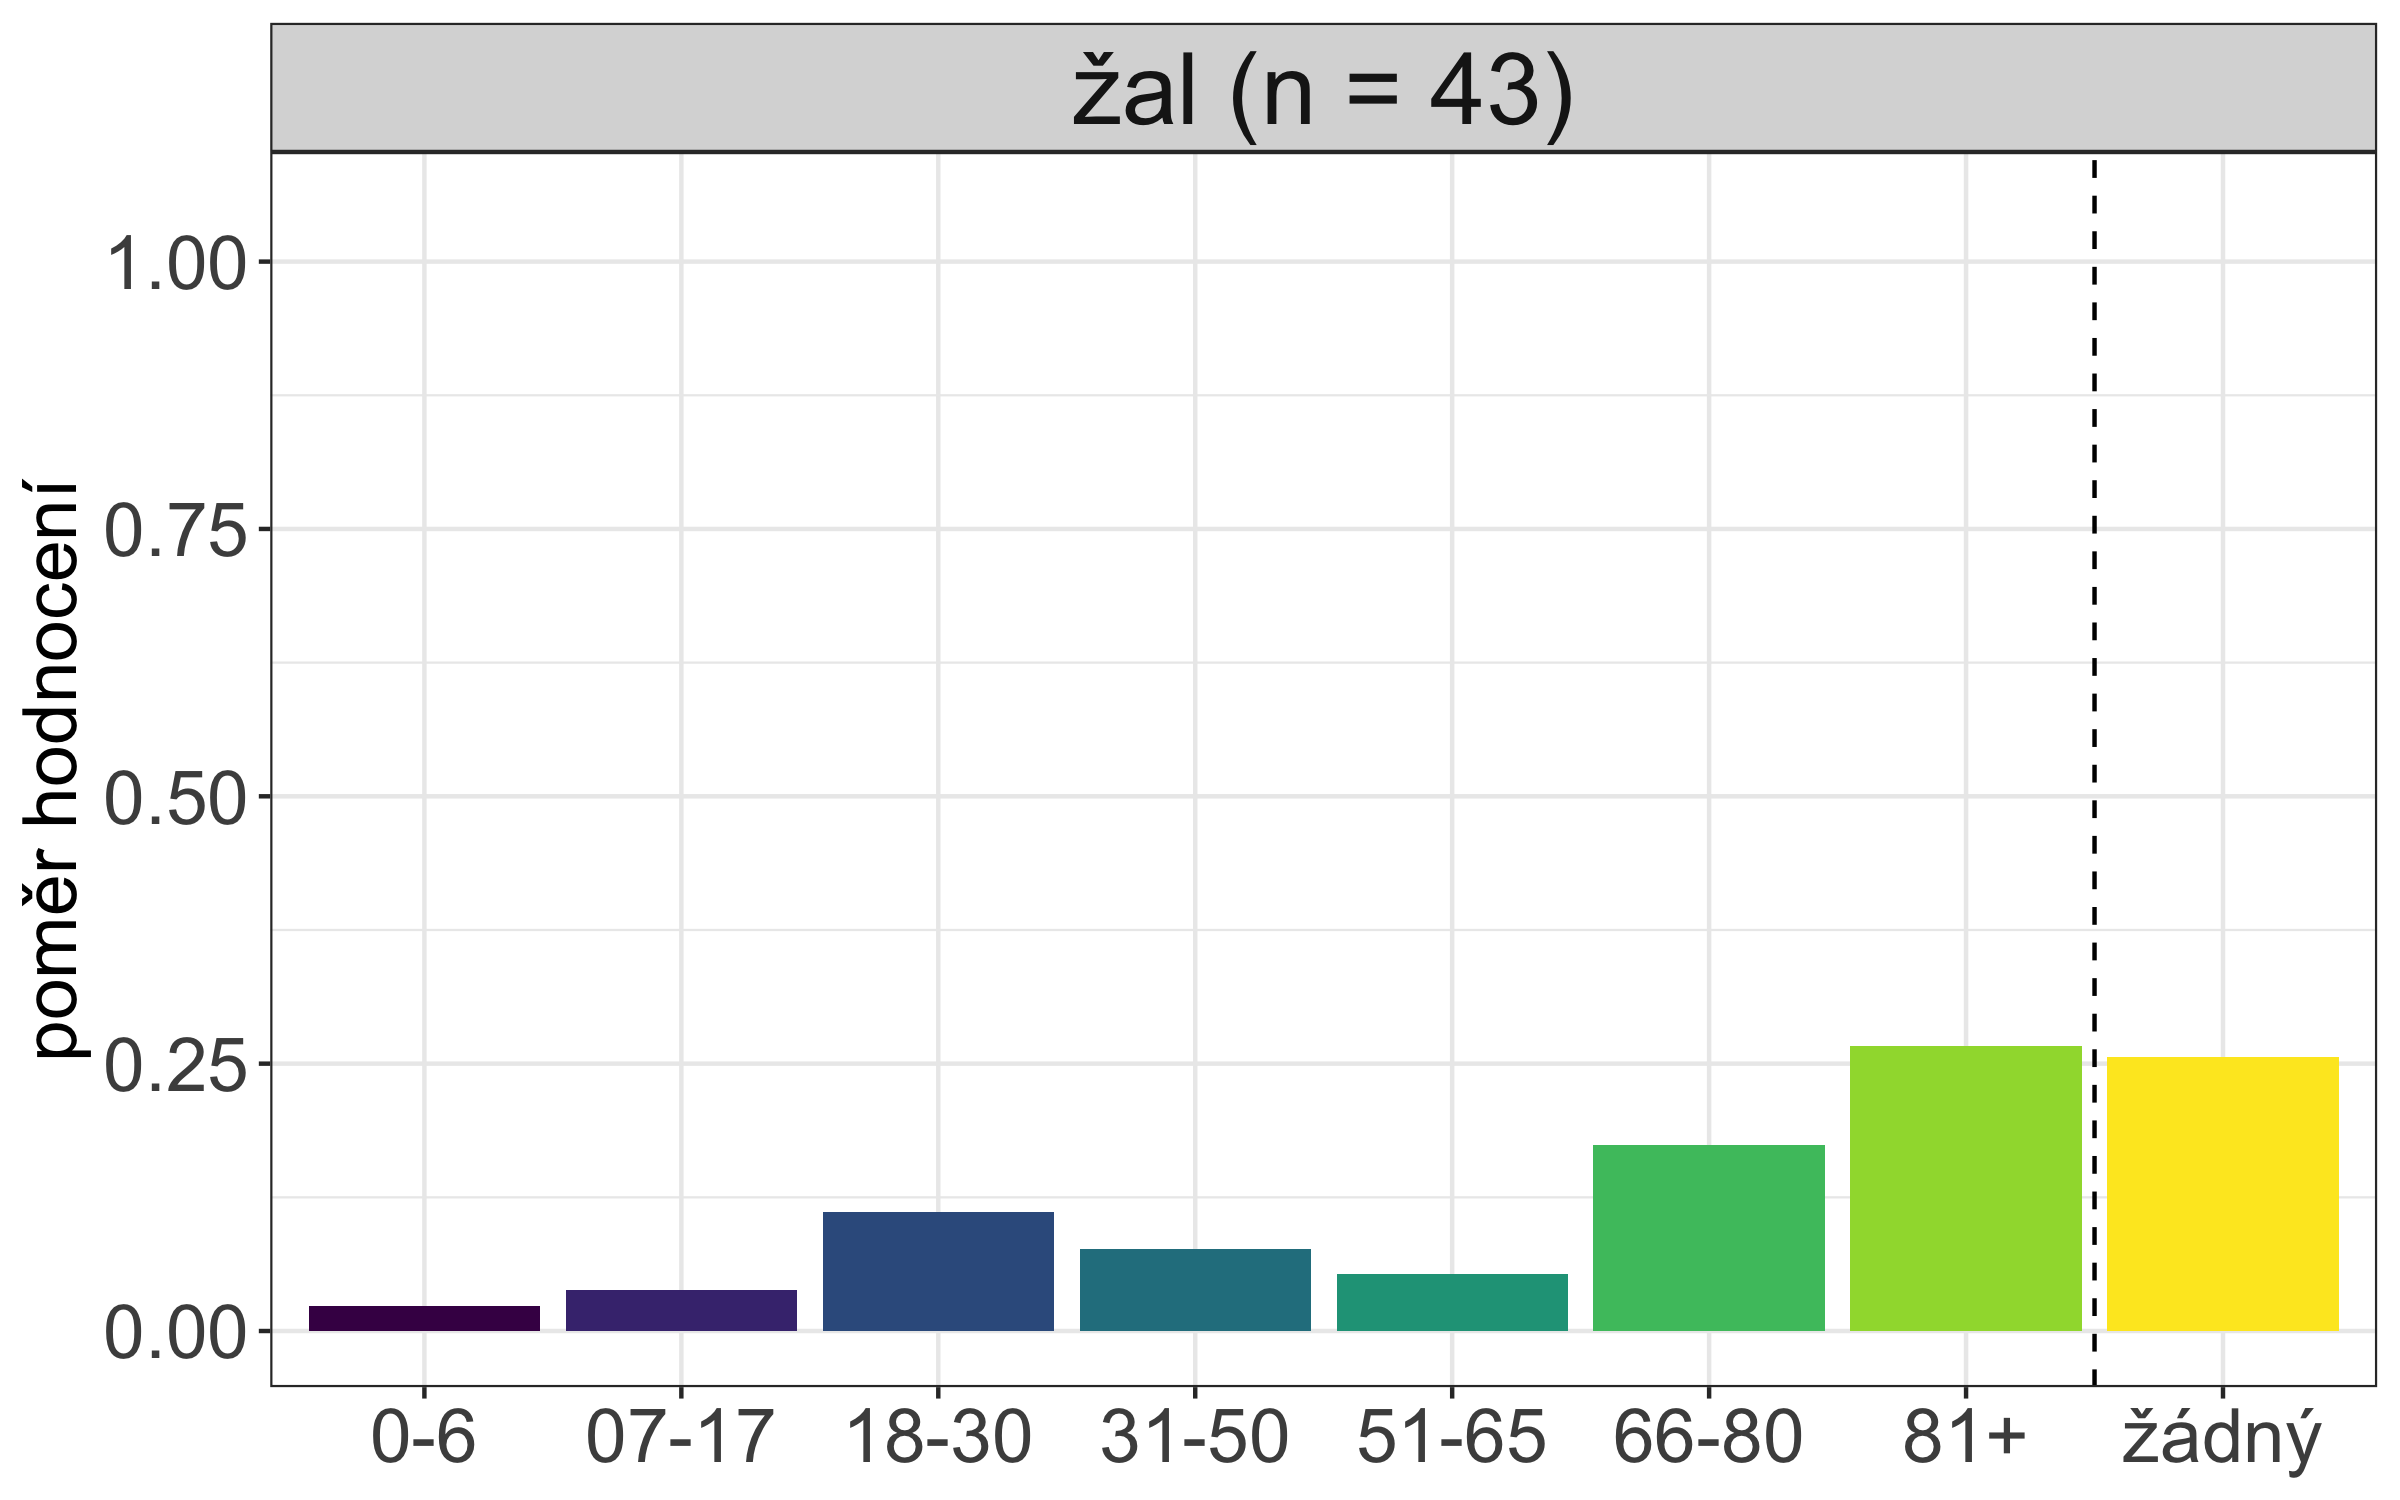 žal (n = 43)
poměr hodnocení
1.00
0.75
0.50
0.25
0.00
0-6 07-17 18-30 31-50 51-65 66-80 81+ žádný